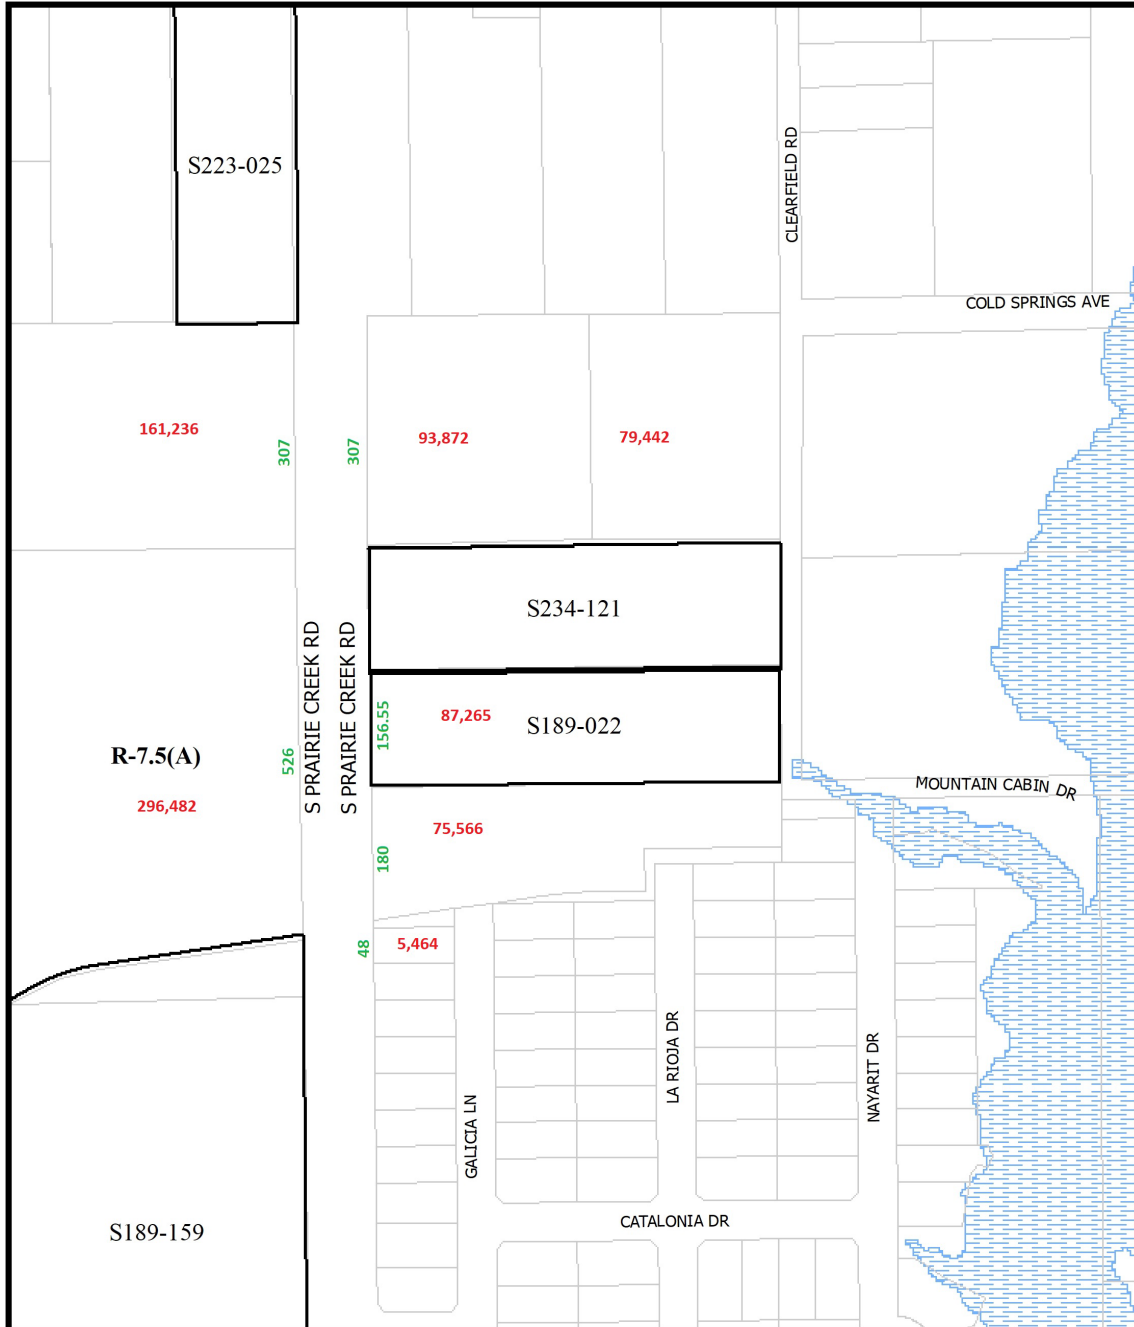 S223-025
CLEARFIELD RD
COLD SPRINGS AVE
161,236
307
307
93,872
79,442
S234-121
S PRAIRIE CREEK RD
S PRAIRIE CREEK RD
156.55
87,265
S189-022
R-7.5(A)
526
296,482
MOUNTAIN CABIN DR
75,566
180
48
5,464
GALICIA LN
LA RIOJA DR
NAYARIT DR
CATALONIA DR
S189-159